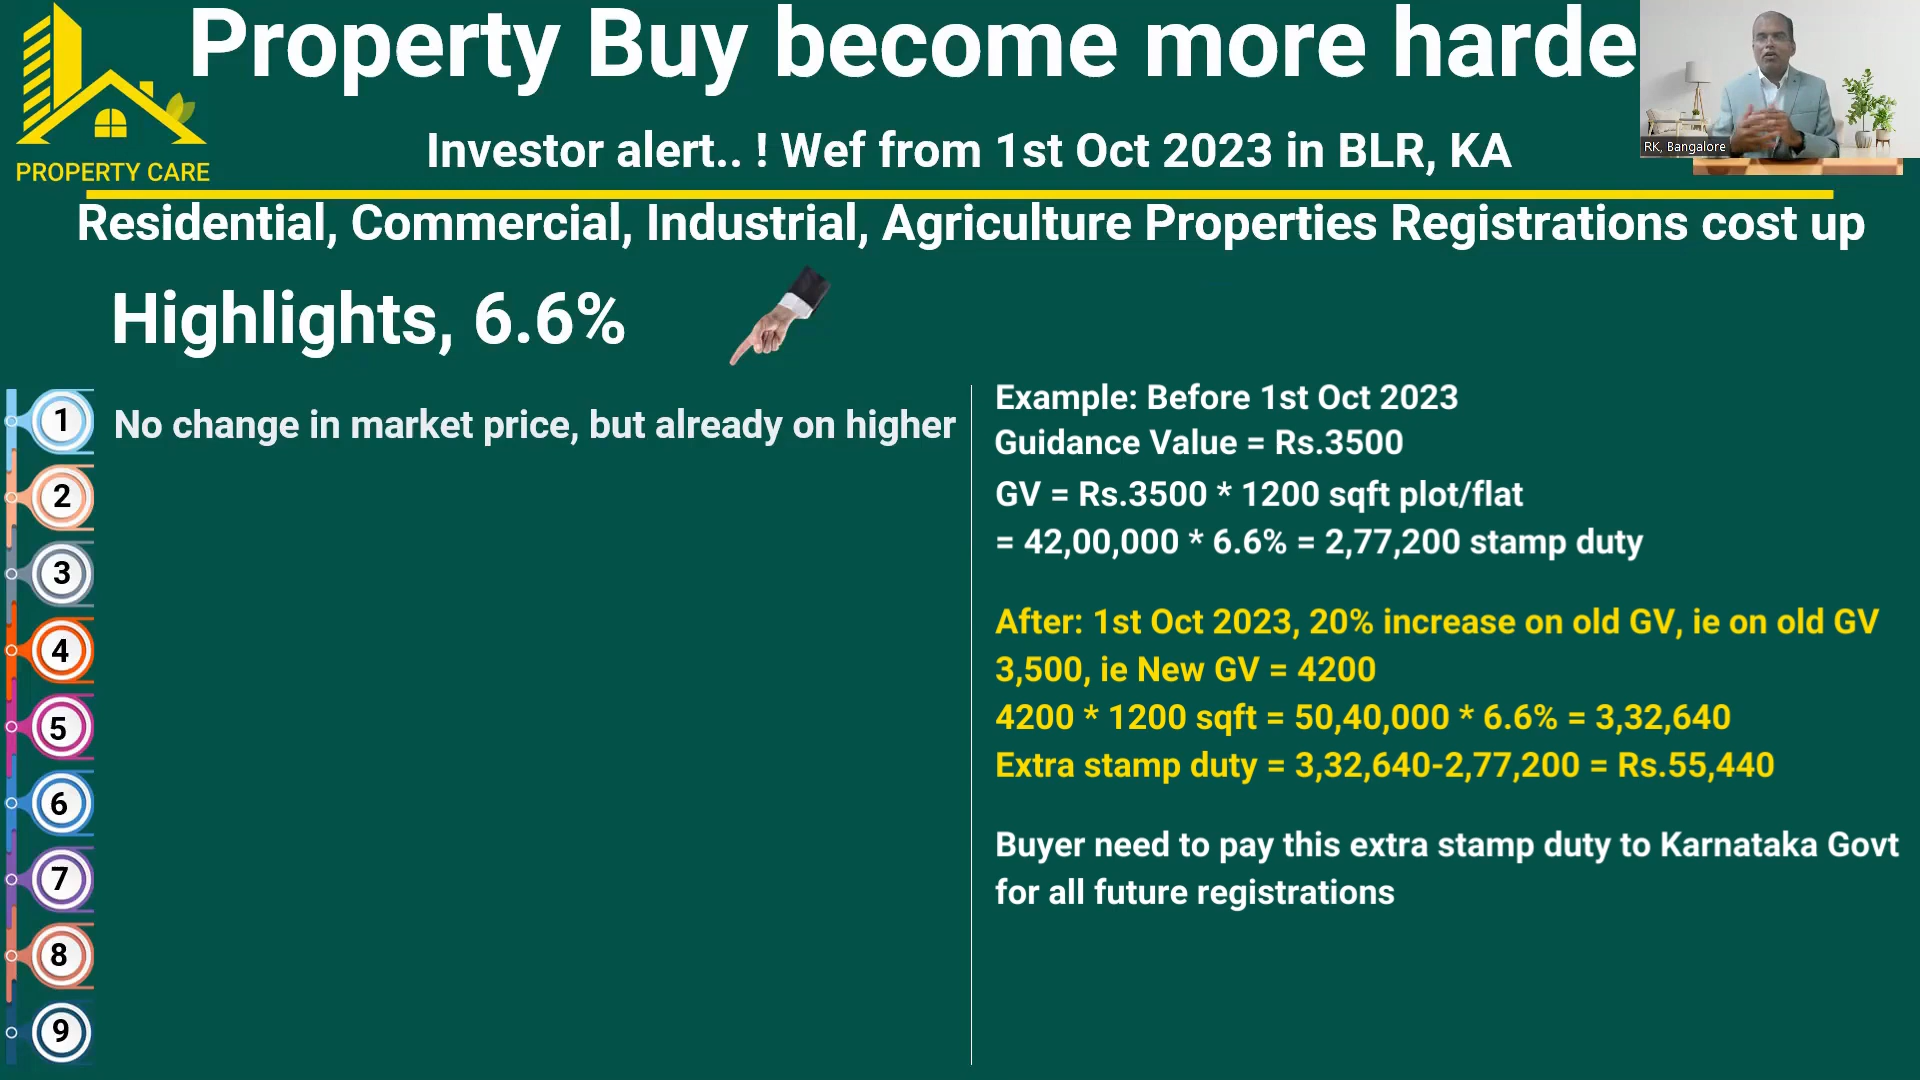 Property Buy become more harde
Investor alert.. ! Wef from 1st Oct 2023 in BLR, KA
PROPERTY CARE
RK, Bangalore
Residential, Commercial, Industrial, Agriculture Properties Registrations cost up
Highlights, 6.6%
1
No change in market price, but already on higher
2
3
4
5
6
7
8
9
Example: Before 1st Oct 2023
Guidance Value = Rs.3500
GV = Rs.3500 * 1200 sqft plot/flat
= 42,00,000 * 6.6% = 2,77,200 stamp duty
After: 1st Oct 2023, 20% increase on old GV, ie on old GV
3,500, ie New GV = 4200
4200 * 1200 sqft = 50,40,000 * 6.6% = 3,32,640
Extra stamp duty = 3,32,640-2,77,200 = Rs.55,440
Buyer need to pay this extra stamp duty to Karnataka Govt
for all future registrations